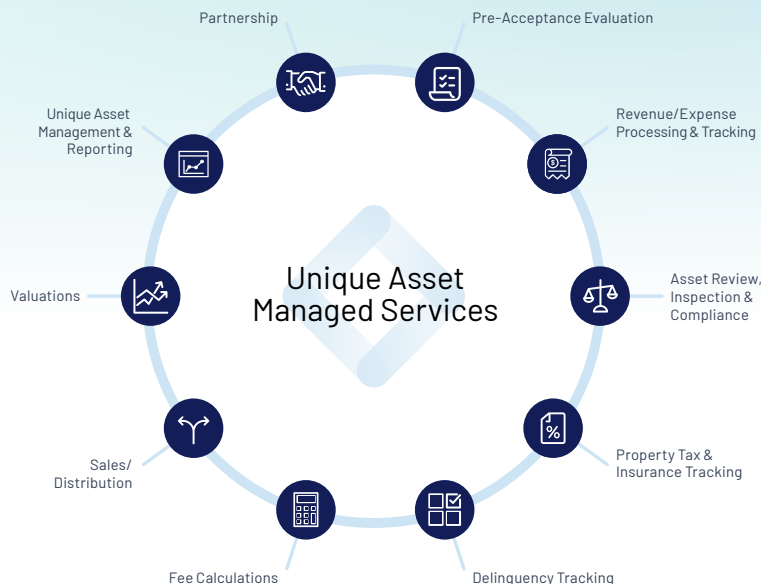 Partnership
Pre-Acceptance Evaluation
Unique Asset
Management &
Reporting
Revenue/Expense
Processing & Tracking
Valuations
Unique Asset
Managed Services
Asset Review,
Inspection &
Compliance
Sales/
Distribution
Property Tax &
Insurance Tracking
Fee Calculations
Delinquency Tracking